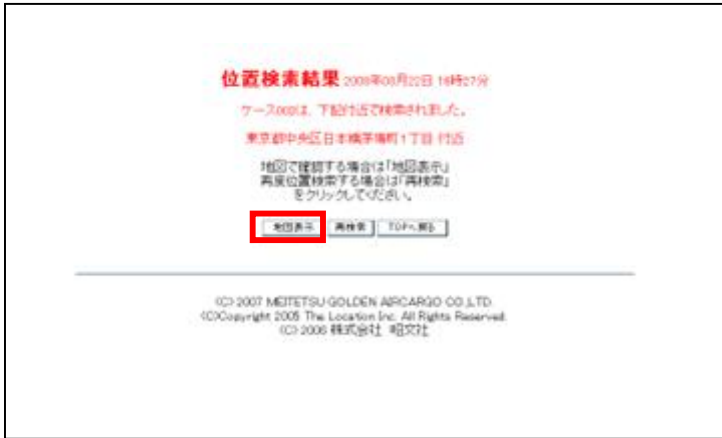 位置検索結果 2008年08月22日 16時27分
ケース000は、下記付近で検索されました。
東京都中央区日本橋茅場町1丁目 付近
地図で確認する場合は「地図表示」
再度位置検索する場合は「再検索」
をクリックしてください。
地図表示 再検索 TOPへ戻る
(C) 2007 MEITETSU GOLDEN AIRCARGO CO.,LTD.
(C)Copyright 2005 The Location Inc. All Rights Reserved.
(C) 2006 株式会社 昭文社